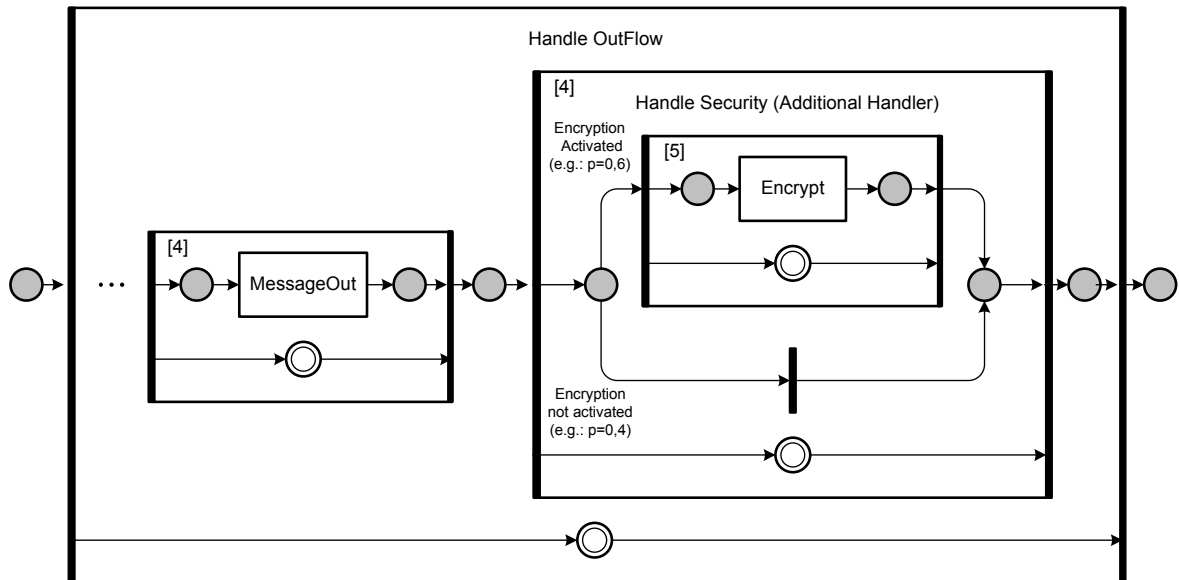 Handle OutFlow
[4]
Handle Security (Additional Handler)
Encryption
Activated
(e.g.: p=0,6)
[5]
Encrypt
[4]
MessageOut
...
Encryption
not activated
(e.g.: p=0,4)